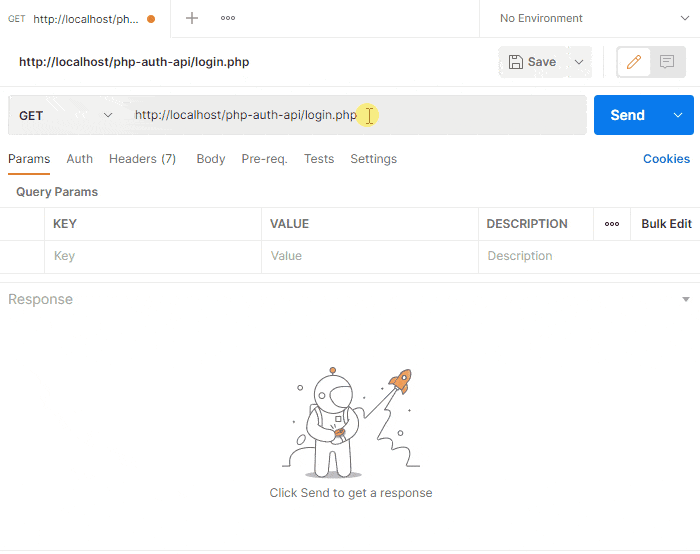 GET http://localhost/ph... No Environment
http://localhost/php-auth-api/login.php Save
GET http://localhost/php-auth-api/login.php Send
Params Auth Headers (7) Body Pre-req. Tests Settings Cookies
Query Params
KEY VALUE DESCRIPTION Bulk Edit
Key Value Description
Response
Click Send to get a response